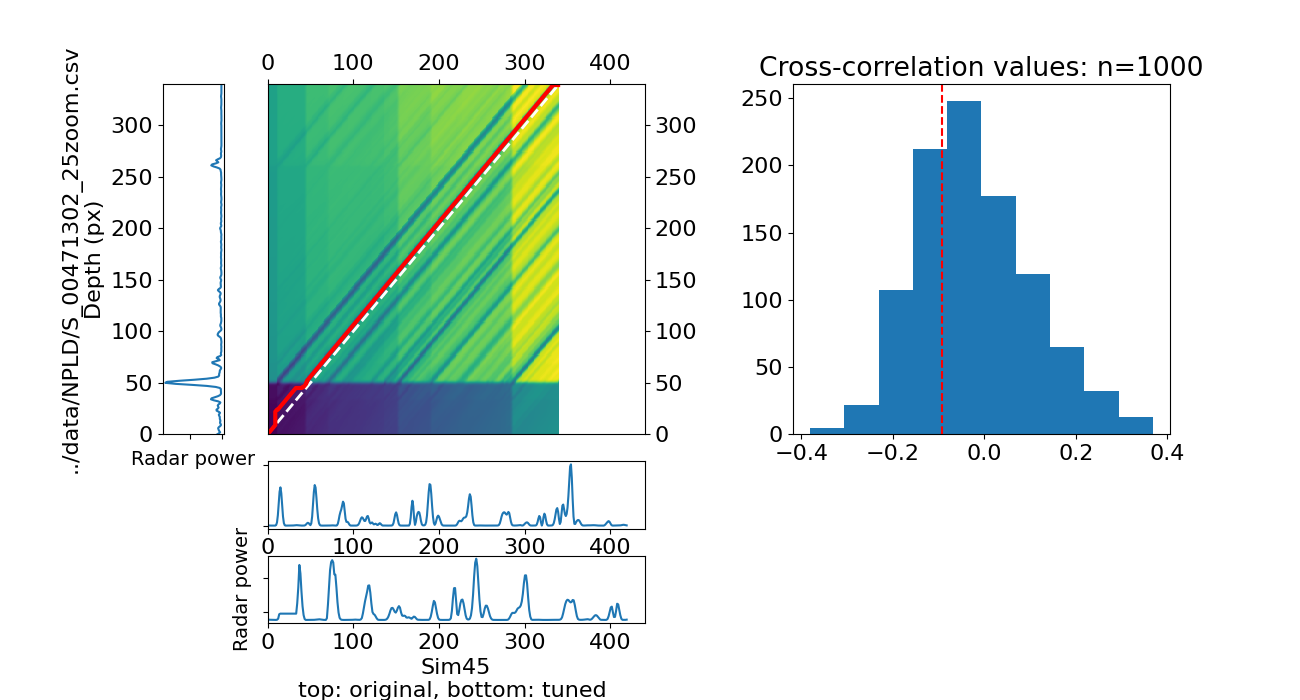 ../data/NPLD/S_00471302_25zoom.csv
Depth (px)
0 100 200 300 400
300
250
200
150
100
50
0
300
250
200
150
100
50
0
Radar power
0 100 200 300 400
Radar power
0 100 200 300 400
Sim45
top: original, bottom: tuned
Cross-correlation values: n=1000
250
200
150
100
50
0
−0.4 −0.2 0.0 0.2 0.4